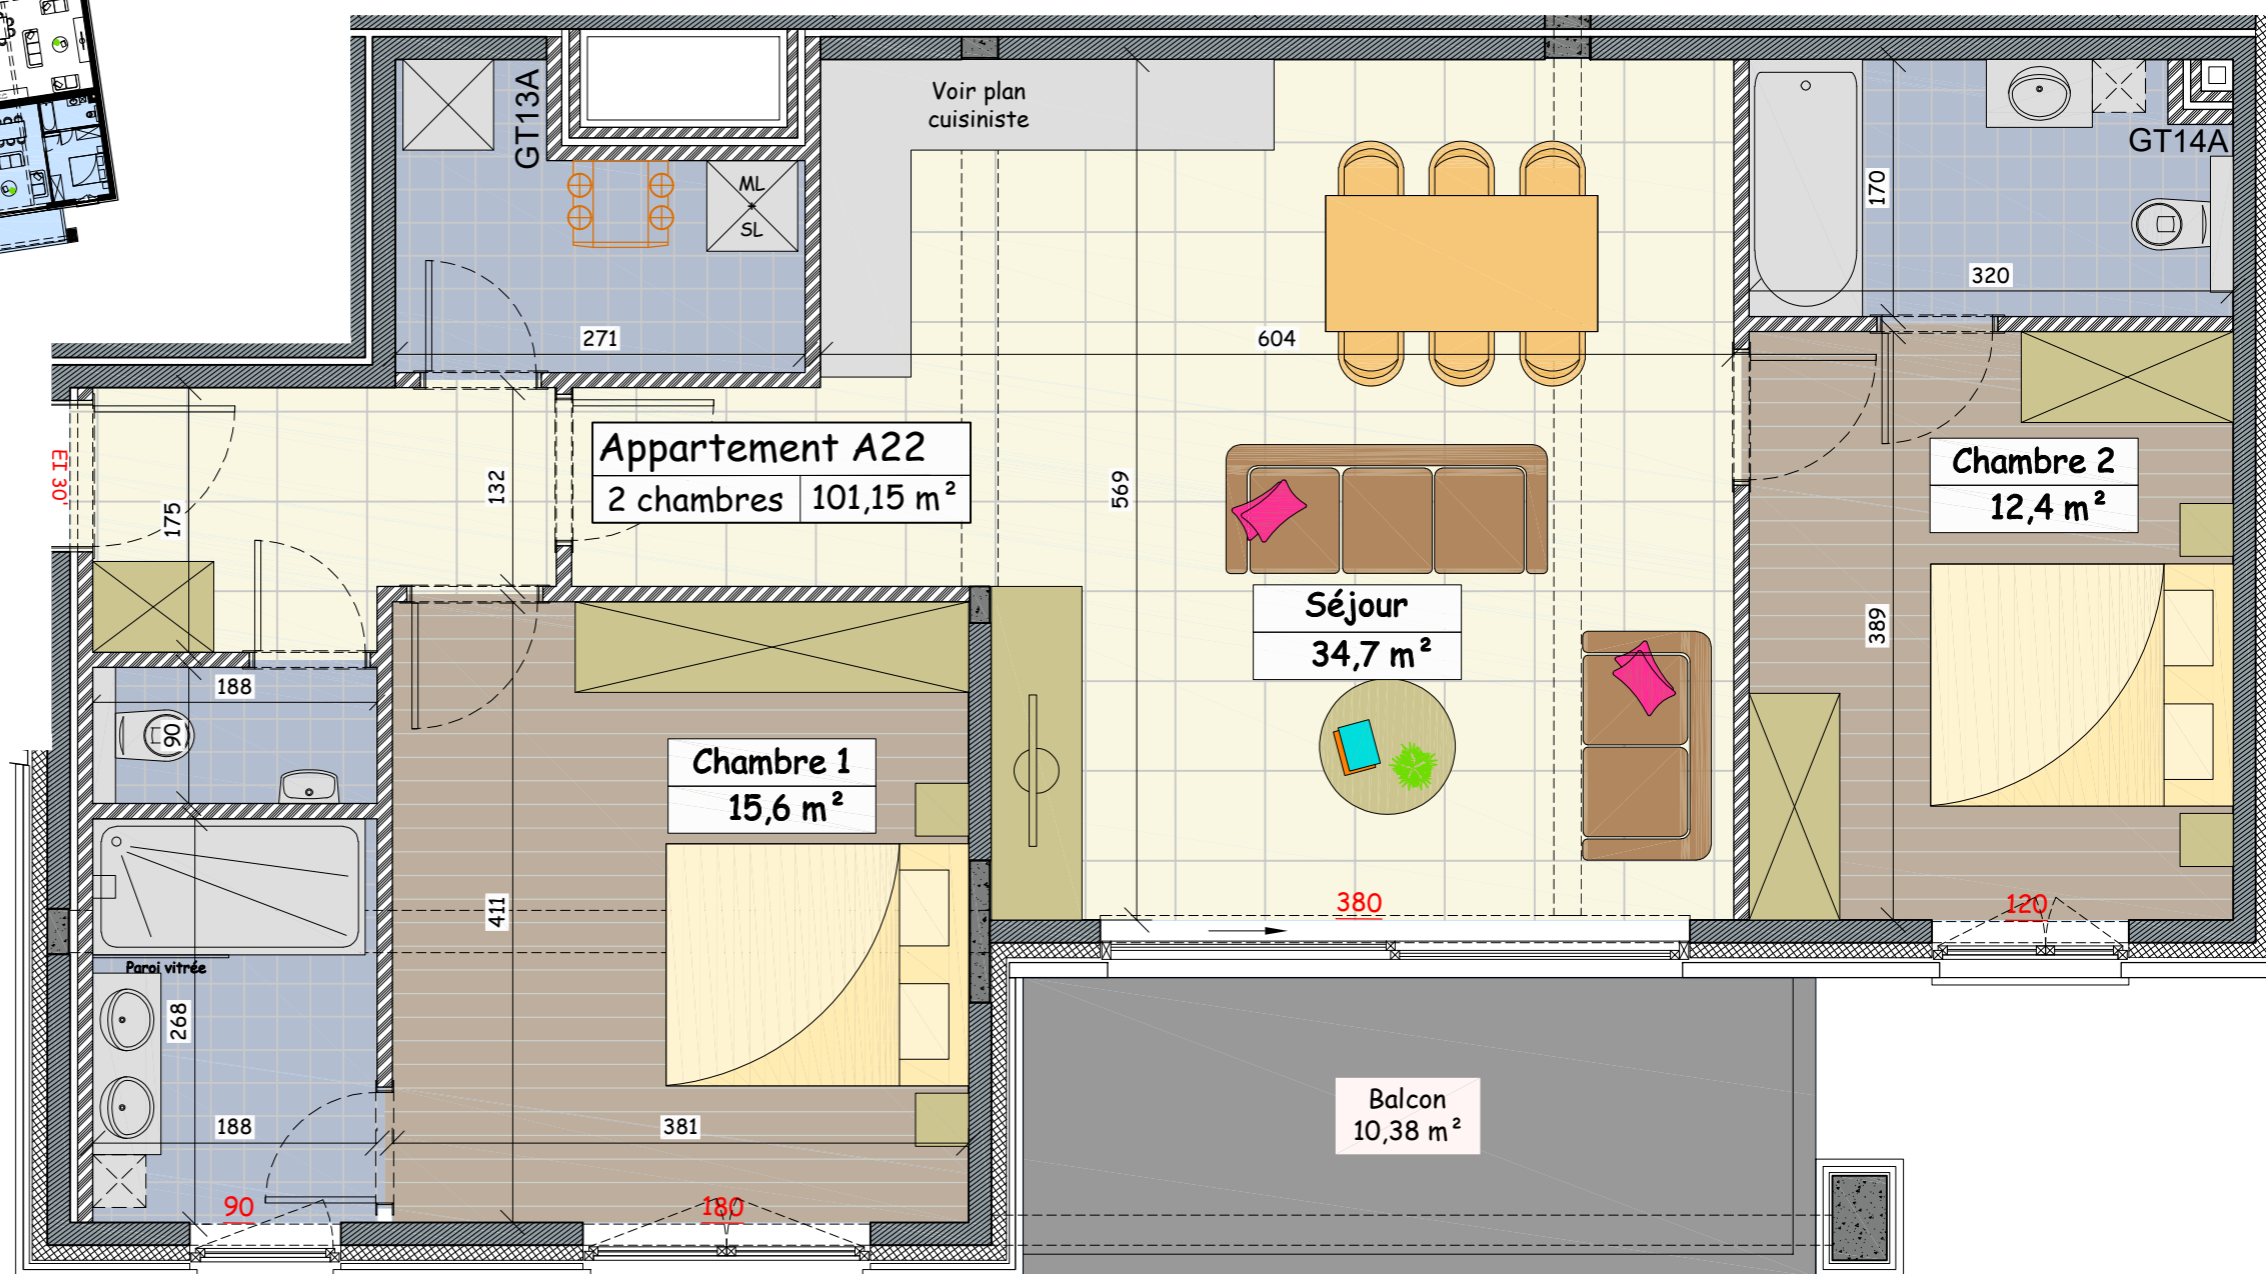 Voir plan
cuisiniste
GT13A
GT14A
ML
SL
170
320
271
604
Appartement A22
2 chambres 101,15 m²
EI 30'
175
132
569
Chambre 2
12,4 m²
Séjour
34,7 m²
389
188
90
Chambre 1
15,6 m²
411
380
120
Paroi vitrée
268
188
381
Balcon
10,38 m²
90
180